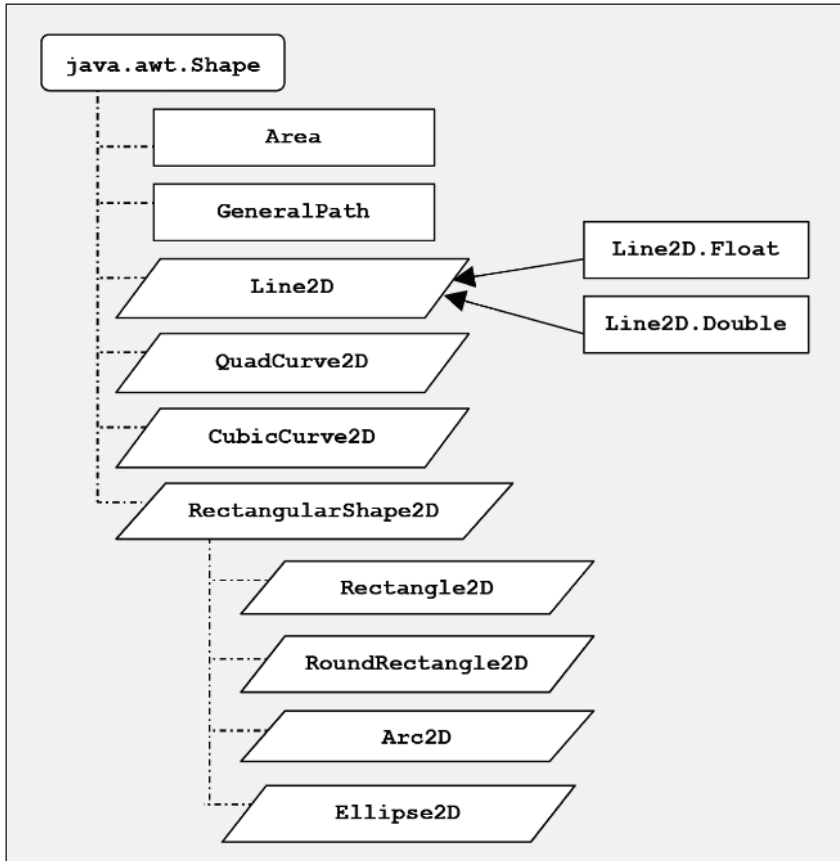 java.awt.Shape
Area
GeneralPath
Line2D
Line2D.Float
Line2D.Double
QuadCurve2D
CubicCurve2D
RectangularShape2D
Rectangle2D
RoundRectangle2D
Arc2D
Ellipse2D